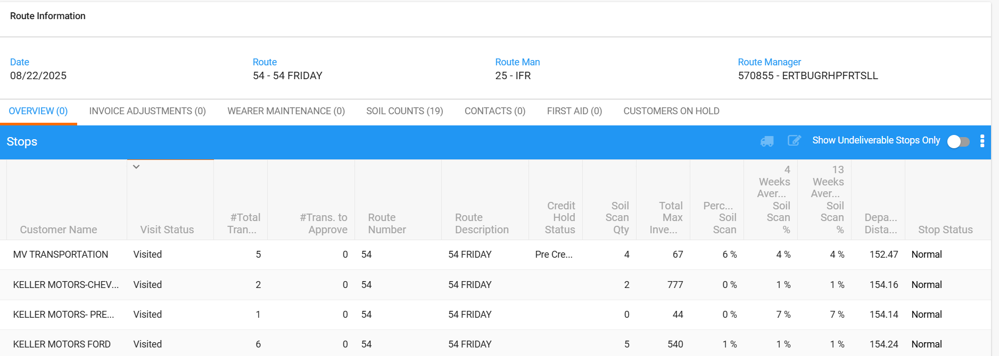 Route Information
Date
Route
Route Man
Route Manager
08/22/2025
54 - 54 FRIDAY
25 - IFR
570855 - ERTBUGRHPFRTSLL
OVERVIEW (0)
INVOICE ADJUSTMENTS (0)
WEARER MAINTENANCE (0)
SOIL COUNTS (19)
CONTACTS (0)
FIRST AID (0)
CUSTOMERS ON HOLD
Stops
Show Undeliverable Stops Only
Customer Name
Visit Status
#Total
Tran...
#Trans. to
Approve
Route
Number
Route
Description
Credit
Hold
Status
Soil
Scan
Qty
Total
Max
Inve...
Perc...
Soil
Scan
4
Weeks
Aver...
Soil
Scan
%
13
Weeks
Aver...
Soil
Scan
%
Depa...
Dista...
Stop Status
MV TRANSPORTATION Visited 5 0 54 54 FRIDAY Pre Cre... 4 67 6 % 4 % 4 % 152.47 Normal
KELLER MOTORS-CHEV... Visited 2 0 54 54 FRIDAY 2 777 0 % 1 % 1 % 154.16 Normal
KELLER MOTORS- PRE... Visited 1 0 54 54 FRIDAY 0 44 0 % 7 % 7 % 154.14 Normal
KELLER MOTORS FORD Visited 6 0 54 54 FRIDAY 5 540 1 % 1 % 1 % 154.24 Normal